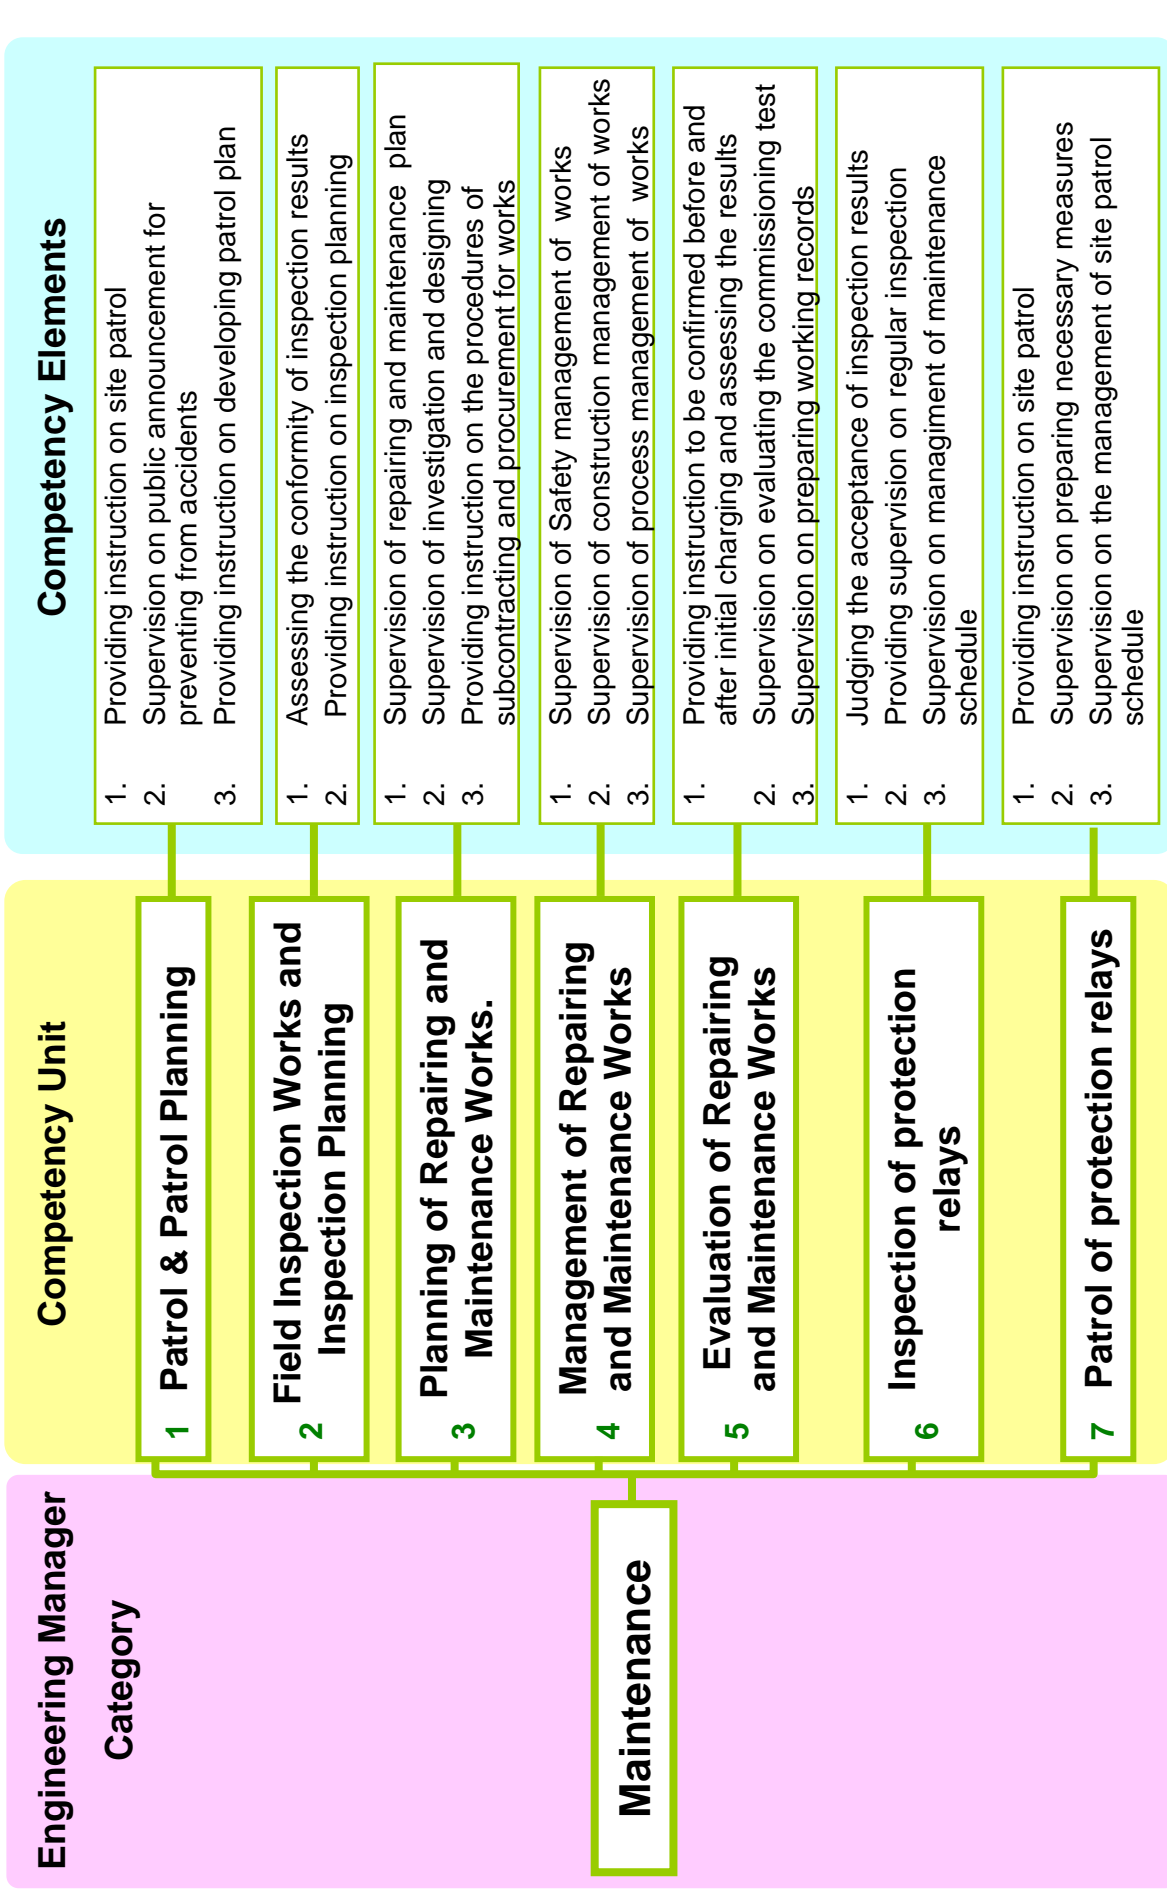 Engineering Manager
Category
Maintenance
Competency Unit
1 Patrol & Patrol Planning
2 Field Inspection Works and
Inspection Planning
3 Planning of Repairing and
Maintenance Works.
4 Management of Repairing
and Maintenance Works
5 Evaluation of Repairing
and Maintenance Works
6 Inspection of protection
relays
7 Patrol of protection relays
Competency Elements
1. Providing instruction on site patrol
2. Supervision on public announcement for
preventing from accidents
3. Providing instruction on developing patrol plan
1. Assessing the conformity of inspection results
2. Providing instruction on inspection planning
1. Supervision of repairing and maintenance plan
2. Supervision of investigation and designing
3. Providing instruction on the procedures of
subcontracting and procurement for works
1. Supervision of Safety management of works
2. Supervision of construction management of works
3. Supervision of process management of works
1. Providing instruction to be confirmed before and
after initial charging and assessing the results
2. Supervision on evaluating the commissioning test
3. Supervision on preparing working records
1. Judging the acceptance of inspection results
2. Providing supervision on regular inspection
3. Supervision on managiment of maintenance
schedule
1. Providing instruction on site patrol
2. Supervision on preparing necessary measures
3. Supervision on the management of site patrol
schedule